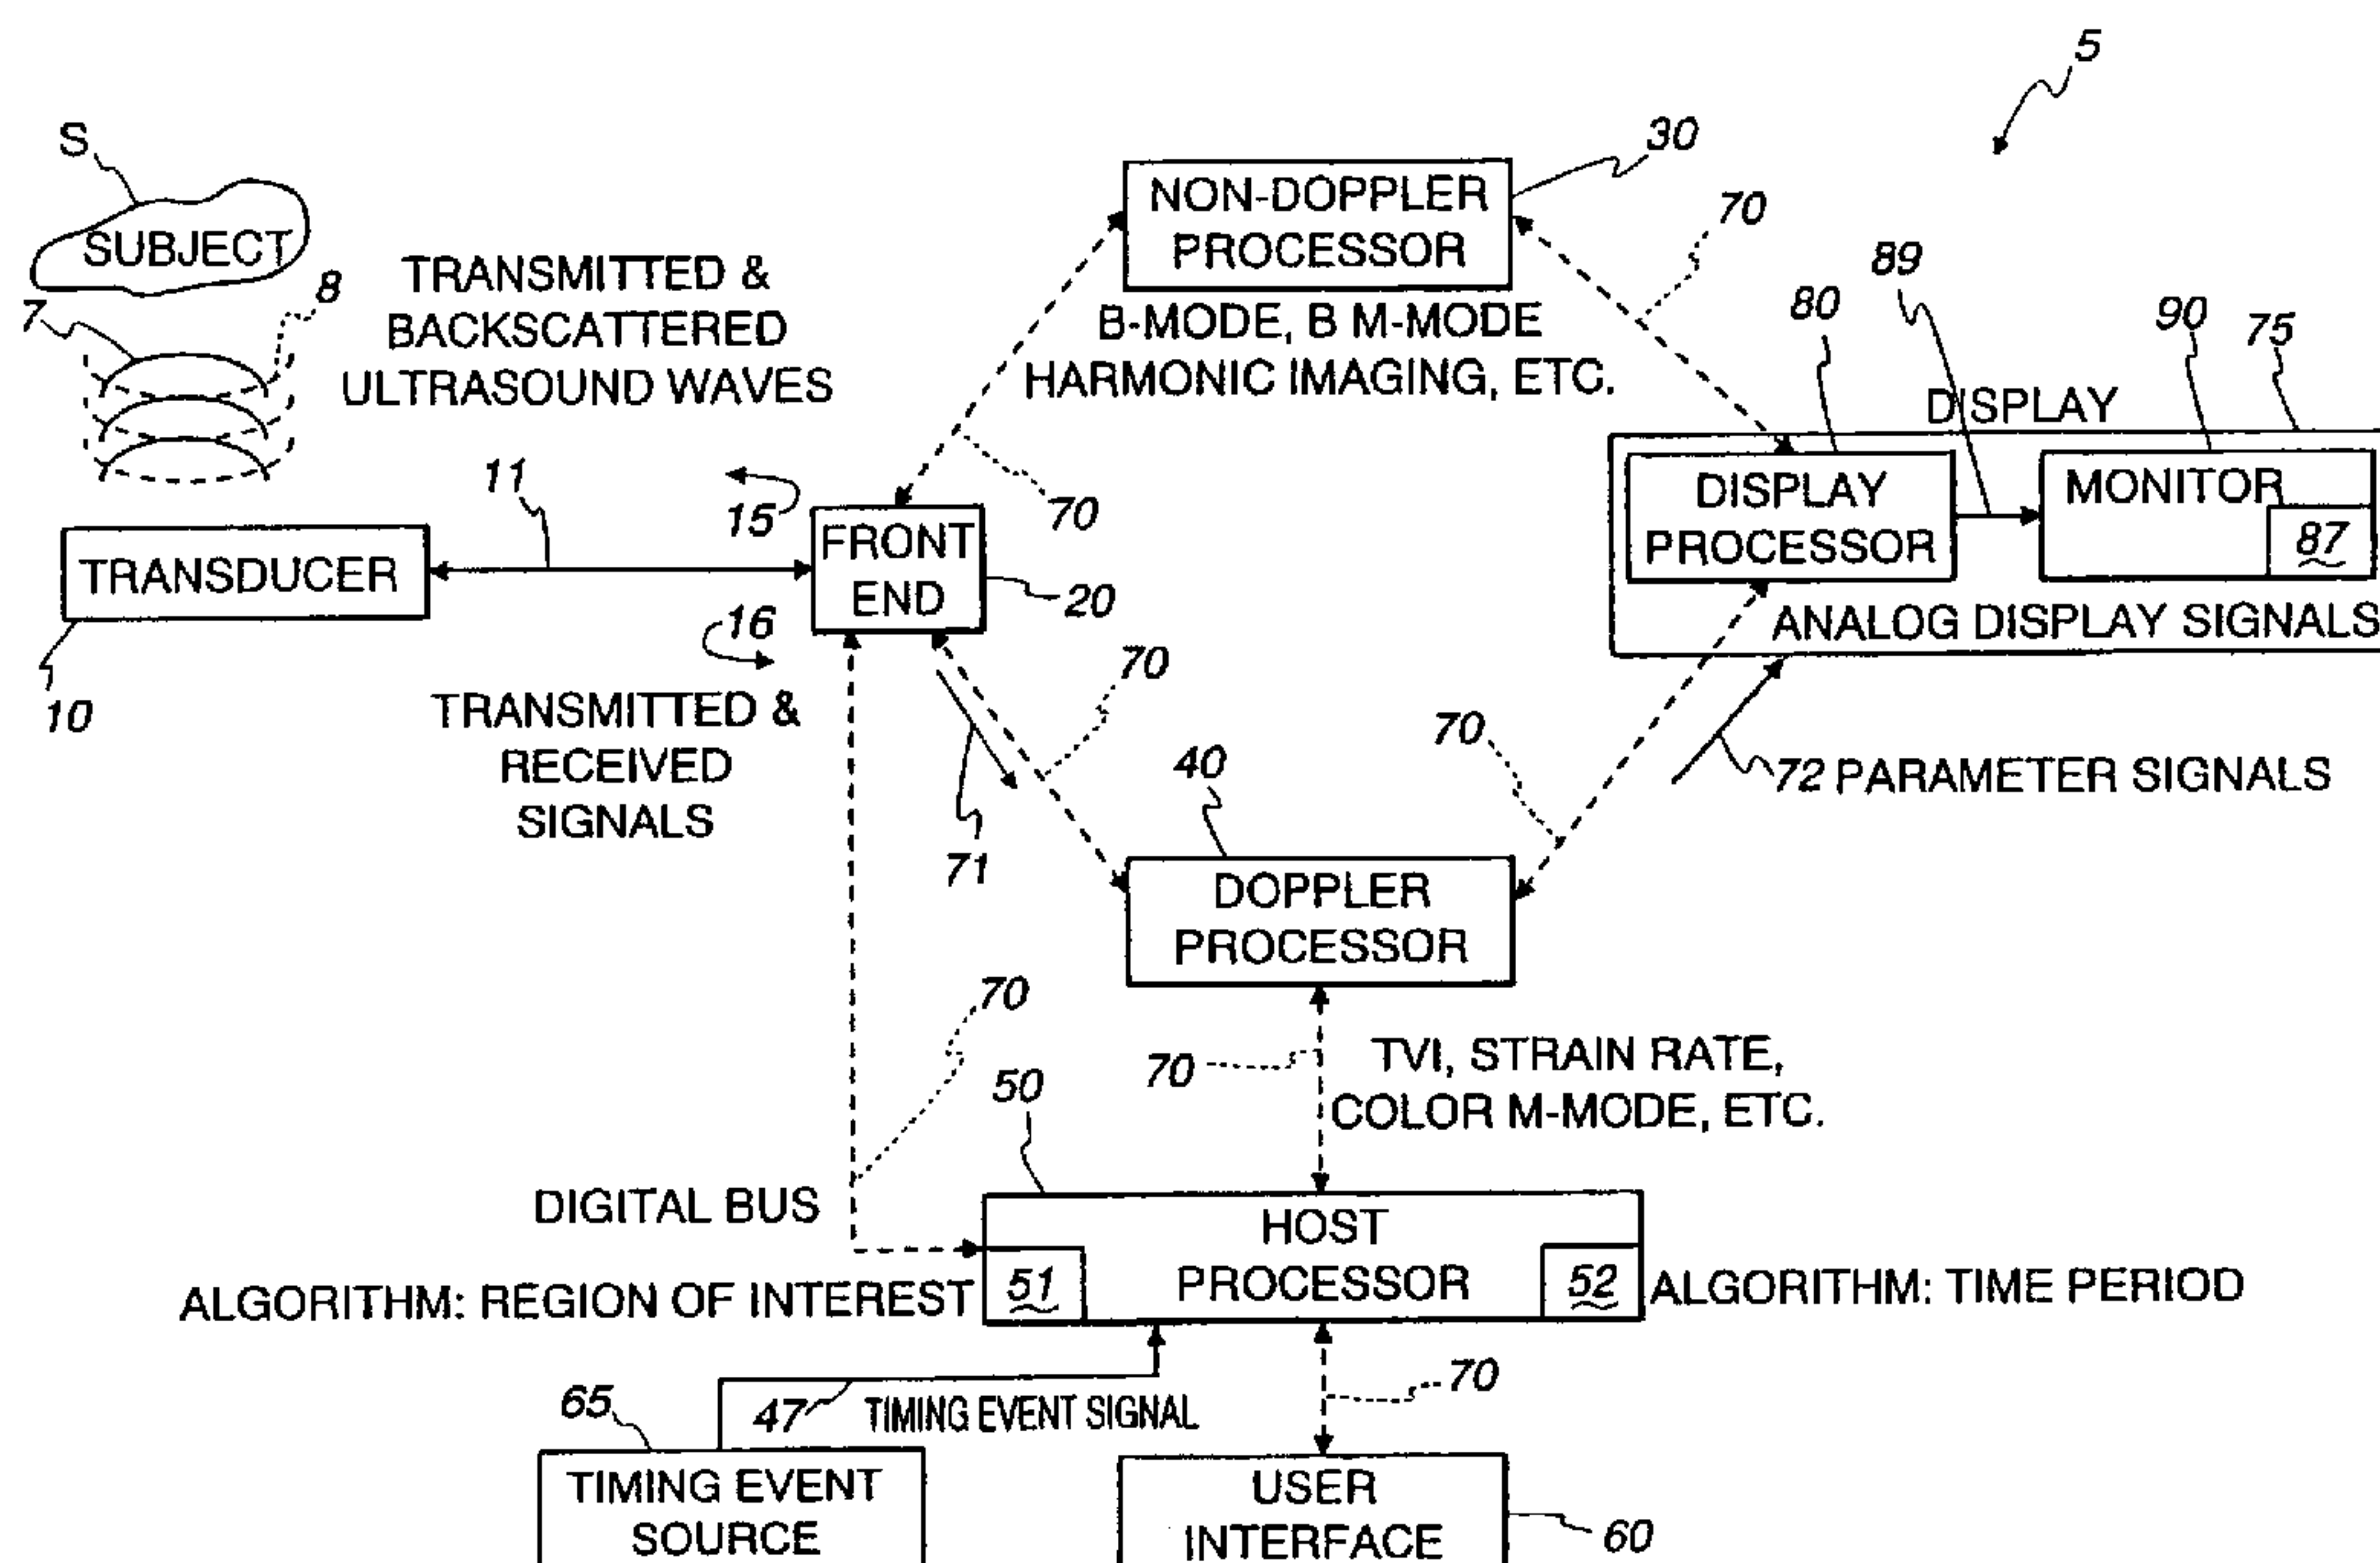 5
S
30
NON-DOPPLER
PROCESSOR
70
SUBJECT
89
8
7
TRANSMITTED &
BACKSCATTERED
ULTRASOUND WAVES
80
90
75
B-MODE, B M-MODE
HARMONIC IMAGING, ETC.
DISPLAY
11
15
70
DISPLAY
PROCESSOR
MONITOR
87
FRONT
END
TRANSDUCER
20
16
ANALOG DISPLAY SIGNALS
10
70
TRANSMITTED &
RECEIVED
SIGNALS
70
40
72 PARAMETER SIGNALS
71
DOPPLER
PROCESSOR
70
70
TVI, STRAIN RATE,
COLOR M-MODE, ETC.
50
DIGITAL BUS
HOST
PROCESSOR
ALGORITHM: REGION OF INTEREST
51
52
ALGORITHM: TIME PERIOD
70
65
47
TIMING EVENT SIGNAL
TIMING EVENT
SOURCE
USER
INTERFACE
60